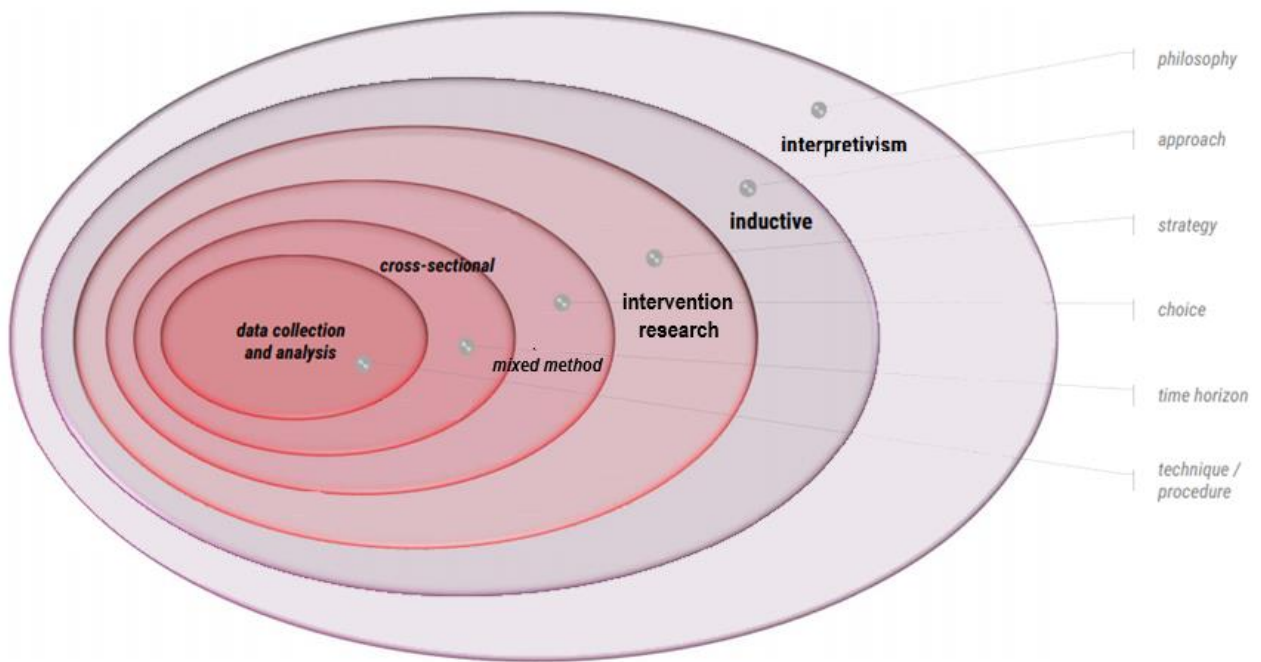 philosophy
interpretivism
approach
inductive
strategy
cross-sectional
intervention
research
choice
data collection
and analysis
mixed method
time horizon
technique /
procedure